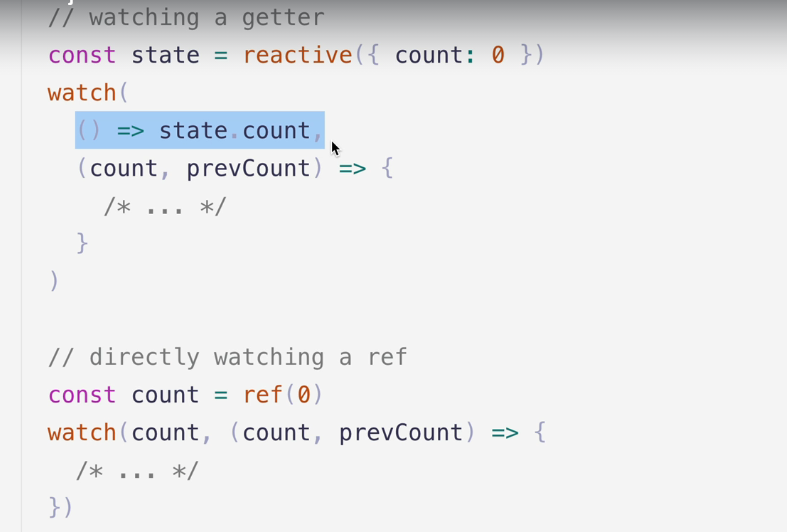 // watching a getter
const state = reactive({ count: 0 })
watch(
  () => state.count,
  (count, prevCount) => {
    /* ... */
  }
)

// directly watching a ref
const count = ref(0)
watch(count, (count, prevCount) => {
  /* ... */
})